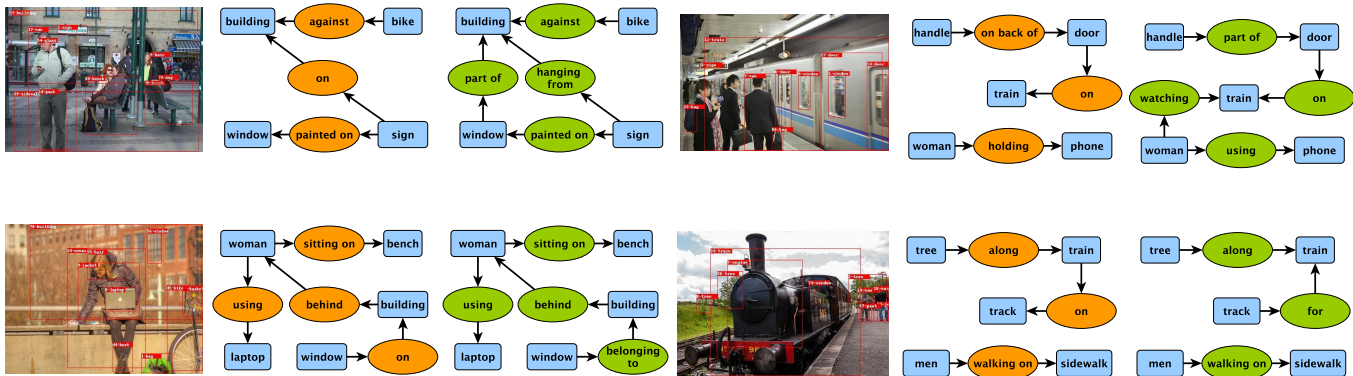 building
against
bike
on
window
painted on
sign
building
against
bike
part of
hanging
from
window
painted on
sign
handle
on back of
door
train
on
woman
holding
phone
handle
part of
door
watching
train
on
woman
using
phone
woman
sitting on
bench
using
behind
building
laptop
window
on
woman
sitting on
bench
using
behind
building
laptop
window
belonging
to
tree
along
train
track
on
men
walking on
sidewalk
tree
along
train
track
for
men
walking on
sidewalk